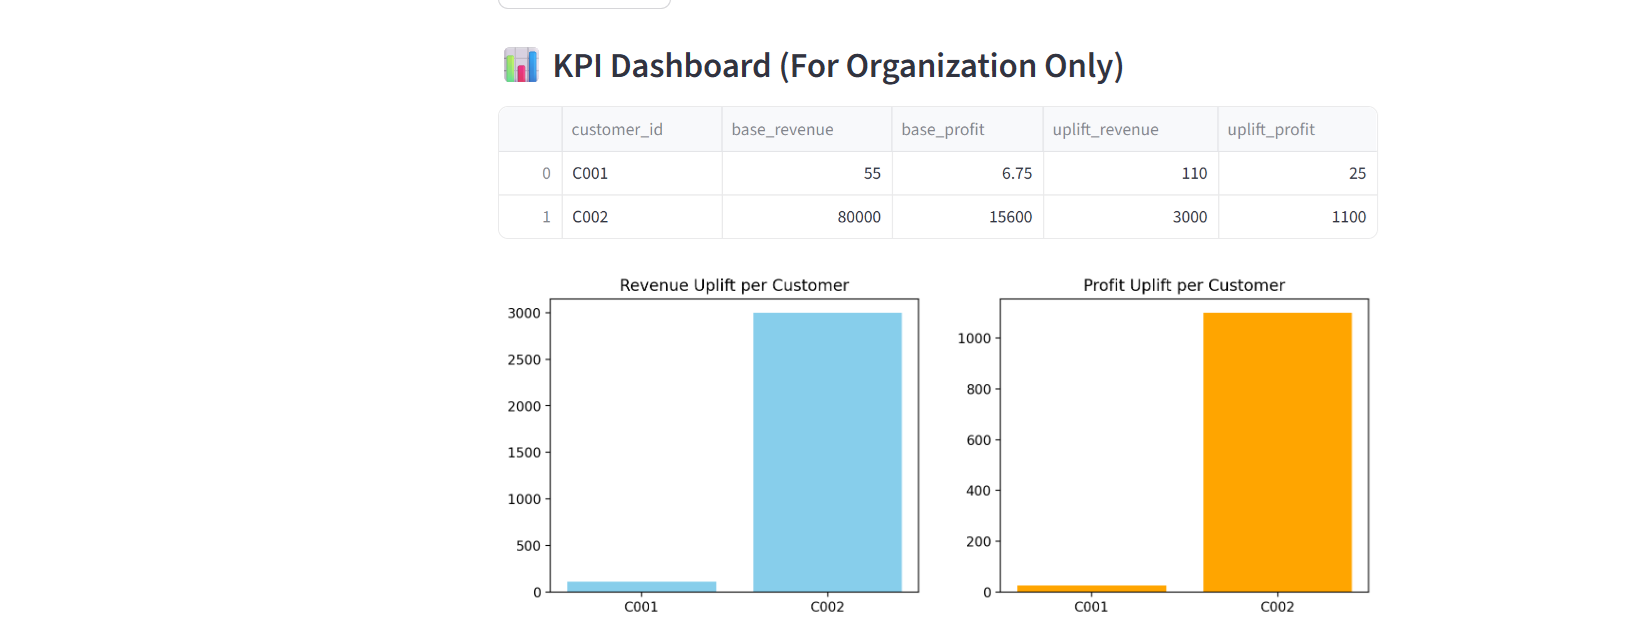 KPI Dashboard (For Organization Only)
customer_id base_revenue base_profit uplift_revenue uplift_profit
0 C001 55 6.75 110 25
1 C002 80000 15600 3000 1100
Revenue Uplift per Customer
3000
2500
2000
1500
1000
500
0
C001 C002
Profit Uplift per Customer
1000
800
600
400
200
0
C001 C002